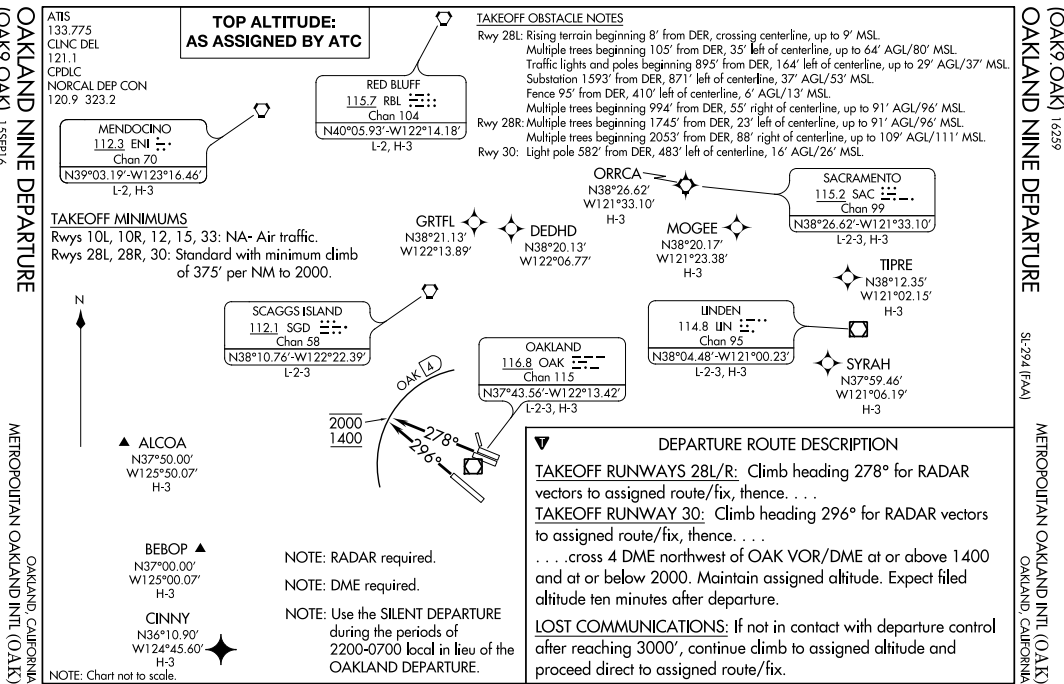 (OAK9.OAK) 16259
OAKLAND NINE DEPARTURE
SL-294 (FAA)
METROPOLITAN OAKLAND INTL (OAK)
OAKLAND, CALIFORNIA
ATIS
133.775
CLNC DEL
121.1
CPDLC
NORCAL DEP CON
120.9 323.2
TOP ALTITUDE:
AS ASSIGNED BY ATC
TAKEOFF OBSTACLE NOTES
Rwy 28L: Rising terrain beginning 8' from DER, crossing centerline, up to 9' MSL.
Multiple trees beginning 105' from DER, 35' left of centerline, up to 64' AGL/80' MSL.
Traffic lights and poles beginning 895' from DER, 164' left of centerline, up to 29' AGL/37' MSL.
Substation 1593' from DER, 871' left of centerline, 37' AGL/53' MSL.
Fence 95' from DER, 410' left of centerline, 6' AGL/13' MSL.
Multiple trees beginning 994' from DER, 55' right of centerline, up to 91' AGL/96' MSL.
Rwy 28R: Multiple trees beginning 1745' from DER, 23' left of centerline, up to 91' AGL/96' MSL.
Multiple trees beginning 2053' from DER, 88' right of centerline, up to 109' AGL/111' MSL.
Rwy 30: Light pole 582' from DER, 483' left of centerline, 16' AGL/26' MSL.
RED BLUFF
115.7 RBL
Chan 104
N40°05.93'-W122°14.18'
L-2, H-3
MENDOCINO
112.3 ENI
Chan 70
N39°03.19'-W123°16.46'
L-2, H-3
TAKEOFF MINIMUMS
Rwys 10L, 10R, 12, 15, 33: NA- Air traffic.
Rwys 28L, 28R, 30: Standard with minimum climb
of 375' per NM to 2000.
ORRCA
N38°26.62'
W121°33.10'
H-3
SACRAMENTO
115.2 SAC
Chan 99
N38°26.62'-W121°33.10'
L-2-3, H-3
GRTFL
N38°21.13'
W122°13.89'
DEDHD
N38°20.13'
W122°06.77'
MOGEE
N38°20.17'
W121°23.38'
H-3
TIPRE
N38°12.35'
W121°02.15'
H-3
N
SCAGGS ISLAND
112.1 SGD
Chan 58
N38°10.76'-W122°22.39'
L-2-3
LINDEN
114.8 LIN
Chan 95
N38°04.48'-W121°00.23'
L-2-3, H-3
OAKLAND
116.8 OAK
Chan 115
N37°43.56'-W122°13.42'
L-2-3, H-3
SYRAH
N37°59.46'
W121°06.19'
H-3
OAK 4
2000
1400
278°
296°
ALCOA
N37°50.00'
W125°50.07'
H-3
BEBOP
N37°00.00'
W125°00.07'
H-3
CINNY
N36°10.90'
W124°45.60'
H-3
NOTE: Chart not to scale.
NOTE: RADAR required.
NOTE: DME required.
NOTE: Use the SILENT DEPARTURE
during the periods of
2200-0700 local in lieu of the
OAKLAND DEPARTURE.
T
DEPARTURE ROUTE DESCRIPTION
TAKEOFF RUNWAYS 28L/R: Climb heading 278° for RADAR
vectors to assigned route/fix, thence. . . .
TAKEOFF RUNWAY 30: Climb heading 296° for RADAR vectors
to assigned route/fix, thence. . . .
. . . .cross 4 DME northwest of OAK VOR/DME at or above 1400
and at or below 2000. Maintain assigned altitude. Expect filed
altitude ten minutes after departure.
LOST COMMUNICATIONS: If not in contact with departure control
after reaching 3000', continue climb to assigned altitude and
proceed direct to assigned route/fix.
OAKLAND NINE DEPARTURE
(OAK9.OAK) 15SEP16
OAKLAND, CALIFORNIA
METROPOLITAN OAKLAND INTL (OAK)